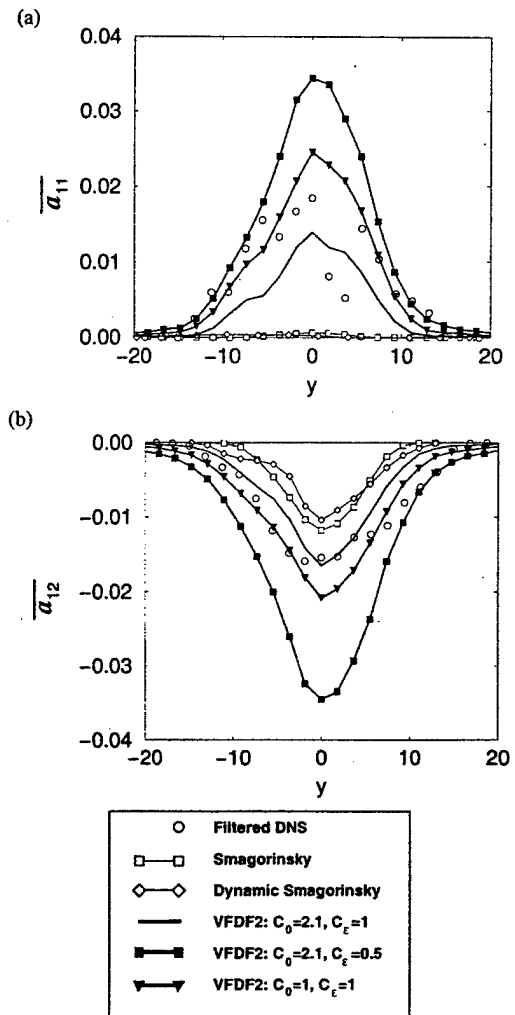 (a)
0.04
0.03
0.02
0.01
0.00
a₁₁
−20 −10 0 10 20
y
(b)
0.00
−0.01
−0.02
−0.03
−0.04
a₁₂
−20 −10 0 10 20
y
Filtered DNS
Smagorinsky
Dynamic Smagorinsky
VFDF2: C₀=2.1, Cε=1
VFDF2: C₀=2.1, Cε=0.5
VFDF2: C₀=1, Cε=1